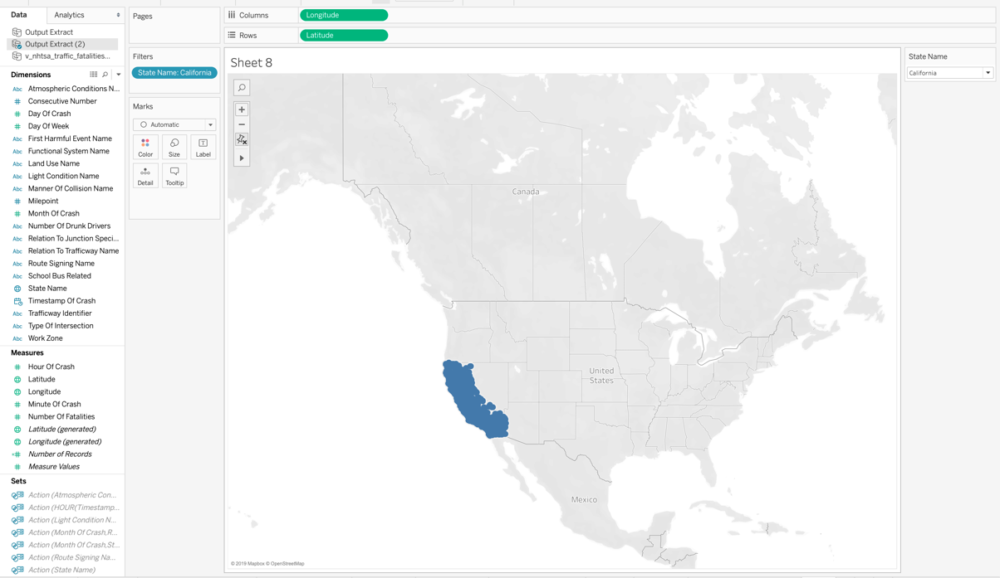 Data
Analytics
Output Extract
Output Extract (2)
v_nhtsa_traffic_fatalities...
Dimensions
Abc Atmospheric Conditions N...
# Consecutive Number
# Day Of Crash
# Day Of Week
Abc First Harmful Event Name
Abc Functional System Name
Abc Land Use Name
Abc Light Condition Name
Abc Manner Of Collision Name
# Milepoint
# Month Of Crash
Abc Number Of Drunk Drivers
Abc Relation To Junction Speci...
Abc Relation To Trafficway Name
Abc Route Signing Name
Abc School Bus Related
State Name
Timestamp Of Crash
Abc Trafficway Identifier
Abc Type Of Intersection
Abc Work Zone
Measures
# Hour Of Crash
Latitude
Longitude
# Minute Of Crash
# Number Of Fatalities
Latitude (generated)
Longitude (generated)
=# Number of Records
# Measure Values
Sets
Action (Atmospheric Con...
Action (HOUR(Timestamp...
Action (Light Condition N...
Action (Month Of Crash,R...
Action (Month Of Crash,St...
Action (Route Signing Na...
Action (State Name)
Pages
Filters
State Name: California
Marks
Automatic
Color
Size
Label
Detail
Tooltip
Columns
Longitude
Rows
Latitude
Sheet 8
Canada
United
States
Mexico
© 2019 Mapbox © OpenStreetMap
State Name
California